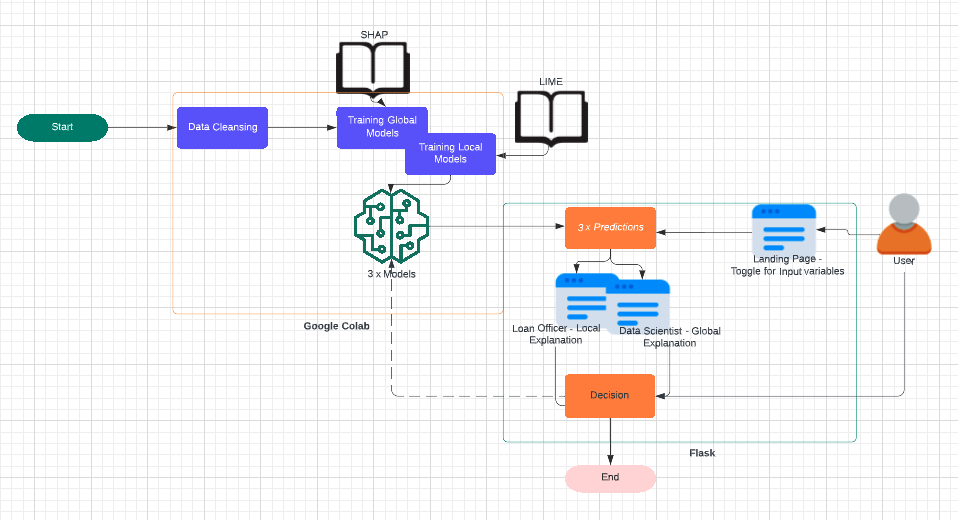 SHAP
LIME
Start
Data Cleansing
Training Global
Models
Training Local
Models
3 x Models
Google Colab
3 x Predictions
Landing Page -
Toggle for Input variables
User
Loan Officer - Local
Explanation
Data Scientist - Global
Explanation
Decision
Flask
End